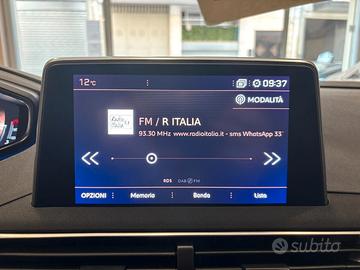 12°C
09:37
MODALITÀ
FM / R ITALIA
93.30 MHz www.radioitalia.it - sms WhatsApp 33
RDS DAB FM
OPZIONI Memoria Banda Lista
subito